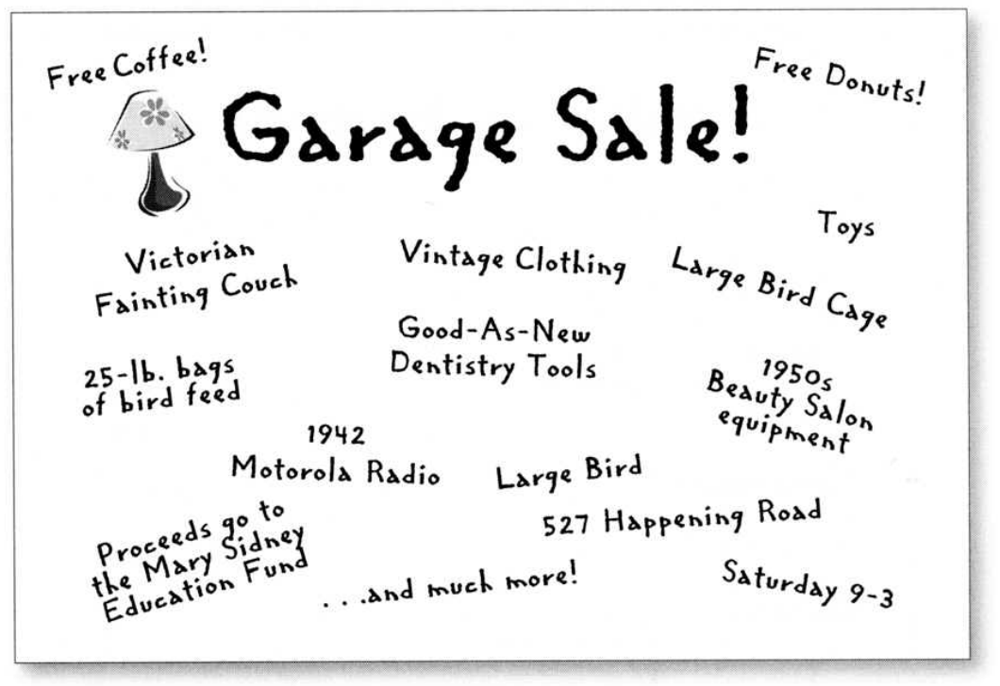 Free Coffee!
Free Donuts!
Garage Sale!
Toys
Victorian
Fainting Couch
Vintage Clothing
Large Bird Cage
Good-As-New
Dentistry Tools
25-lb. bags
of bird feed
1950s
Beauty Salon
equipment
1942
Motorola Radio
Large Bird
527 Happening Road
Proceeds go to
the Mary Sidney
Education Fund
. . .and much more!
Saturday 9-3